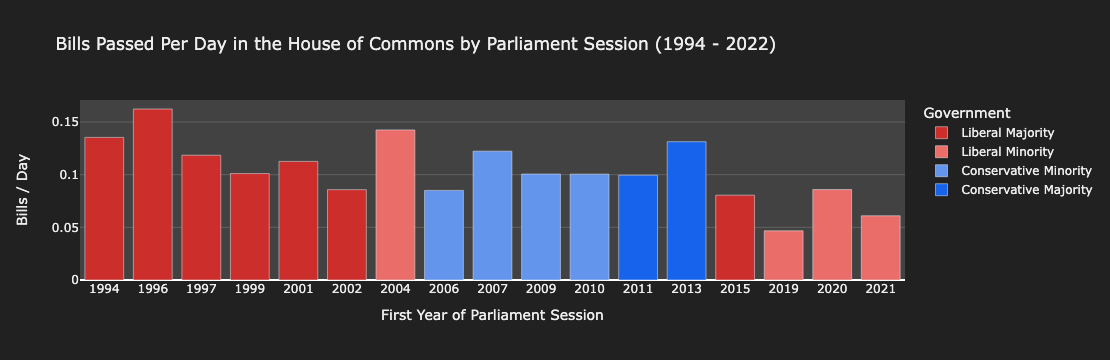 Bills Passed Per Day in the House of Commons by Parliament Session (1994 - 2022)
Government
Liberal Majority
Liberal Minority
Conservative Minority
Conservative Majority
Bills / Day
0.15
0.1
0.05
0
1994 1996 1997 1999 2001 2002 2004 2006 2007 2009 2010 2011 2013 2015 2019 2020 2021
First Year of Parliament Session